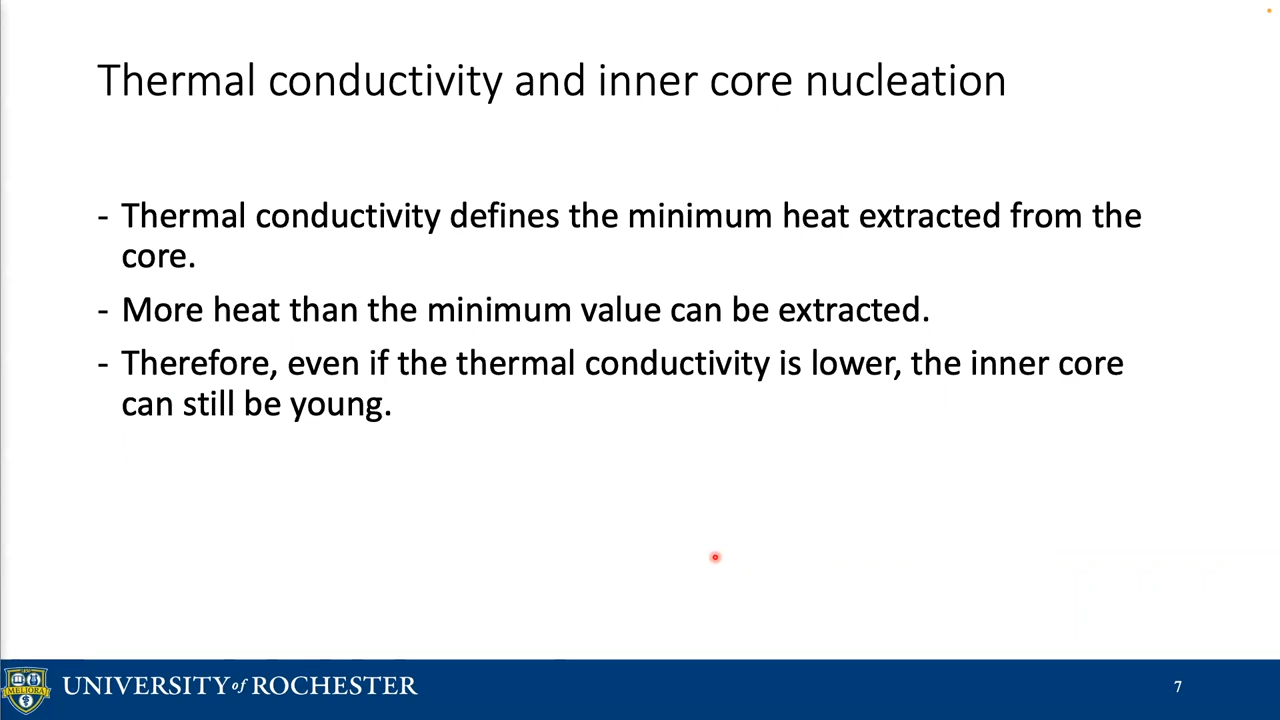 Thermal conductivity and inner core nucleation
- Thermal conductivity defines the minimum heat extracted from the
core.
- More heat than the minimum value can be extracted.
- Therefore, even if the thermal conductivity is lower, the inner core
can still be young.
MELIORA
UNIVERSITY of ROCHESTER
7